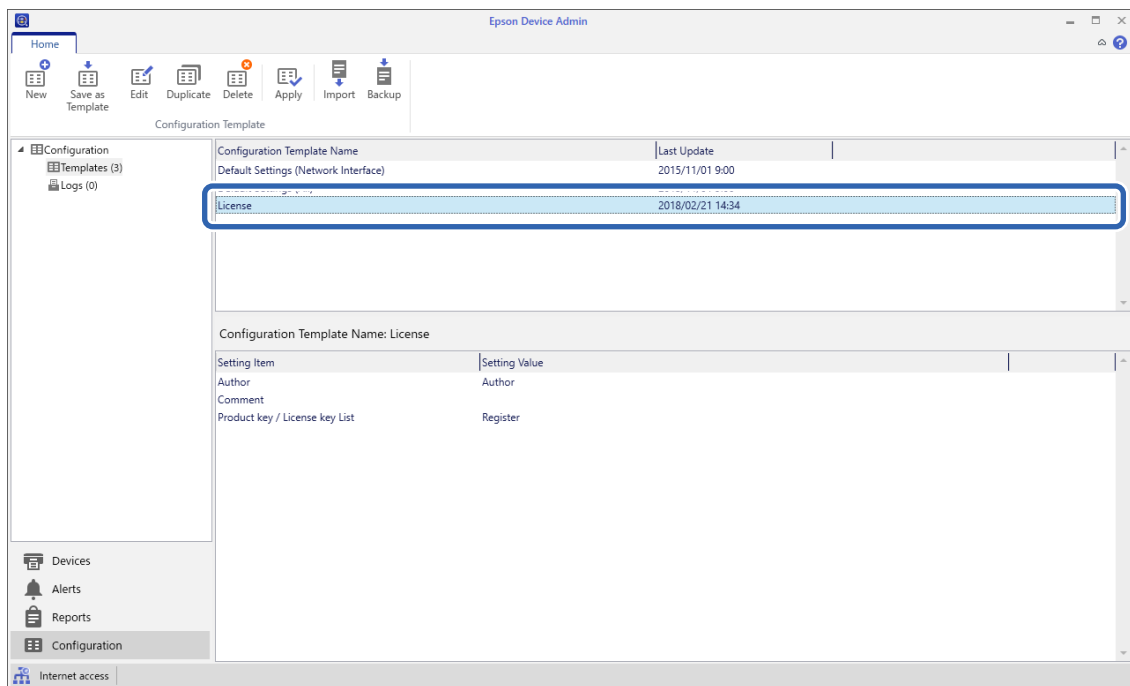 Epson Device Admin
Home
New
Save as
Template
Edit
Duplicate
Delete
Apply
Import
Backup
Configuration Template
Configuration
Templates (3)
Logs (0)
Configuration Template Name Last Update
Default Settings (Network Interface) 2015/11/01 9:00
License 2018/02/21 14:34
Configuration Template Name: License
Setting Item Setting Value
Author Author
Comment
Product key / License key List Register
Devices
Alerts
Reports
Configuration
Internet access